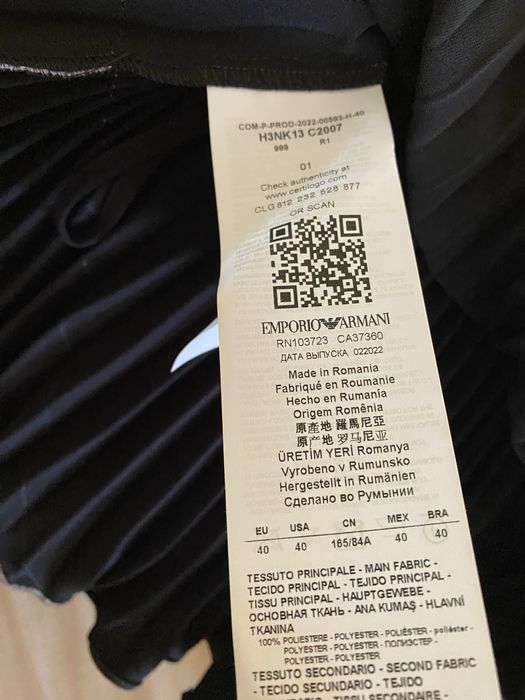 COM-P-PROD-2022-00593-H-40
H3NK13 C2007
999 R1
01
Check authenticity at
www.certilogo.com
CLG 812 232 528 877
OR SCAN
EMPORIO ARMANI
RN103723 CA37360
ДАТА ВЫПУСКА 022022
Made in Romania
Fabriqué en Roumanie
Hecho en Rumanía
Origem Romênia
原產地 羅馬尼亞
原产地 罗马尼亚
ÜRETİM YERİ Romanya
Vyrobeno v Rumunsko
Hergestellt in Rumänien
Сделано во Румынии
EU USA CN MEX BRA
40 40 165/84A 40 40
TESSUTO PRINCIPALE - MAIN FABRIC -
TECIDO PRINCIPAL - TEJIDO PRINCIPAL -
TISSU PRINCIPAL - HAUPTGEWEBE -
ОСНОВНАЯ ТКАНЬ - ANA KUMAŞ - HLAVNÍ
TKANINA
100% POLIESTERE - POLYESTER - POLIÉSTER - poliéster -
POLYESTER - POLYESTER - ПОЛИЭСТЕР -
POLYESTER - POLYESTER
TESSUTO SECONDARIO - SECOND FABRIC
- TECIDO SECUNDÁRIO - TEJIDO